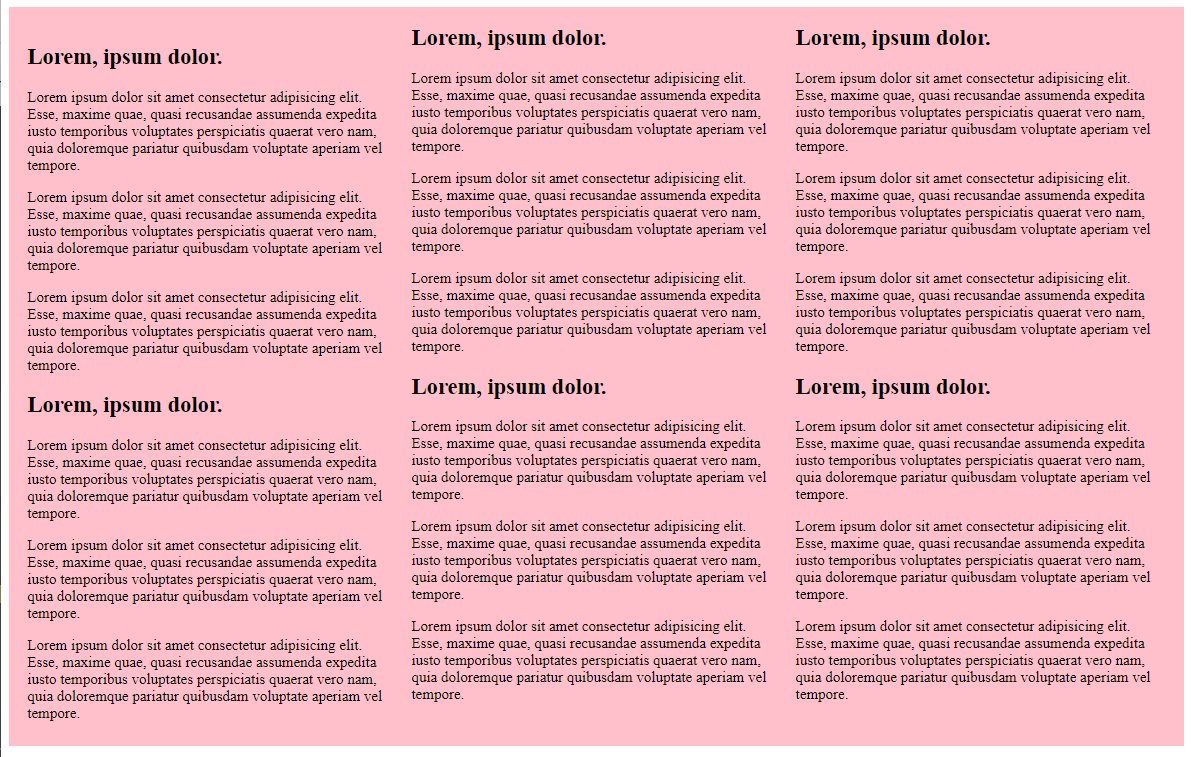 Lorem, ipsum dolor.
Lorem ipsum dolor sit amet consectetur adipisicing elit.
Esse, maxime quae, quasi recusandae assumenda expedita
iusto temporibus voluptates perspiciatis quaerat vero nam,
quia doloremque pariatur quibusdam voluptate aperiam vel
tempore.
Lorem ipsum dolor sit amet consectetur adipisicing elit.
Esse, maxime quae, quasi recusandae assumenda expedita
iusto temporibus voluptates perspiciatis quaerat vero nam,
quia doloremque pariatur quibusdam voluptate aperiam vel
tempore.
Lorem ipsum dolor sit amet consectetur adipisicing elit.
Esse, maxime quae, quasi recusandae assumenda expedita
iusto temporibus voluptates perspiciatis quaerat vero nam,
quia doloremque pariatur quibusdam voluptate aperiam vel
tempore.
Lorem, ipsum dolor.
Lorem ipsum dolor sit amet consectetur adipisicing elit.
Esse, maxime quae, quasi recusandae assumenda expedita
iusto temporibus voluptates perspiciatis quaerat vero nam,
quia doloremque pariatur quibusdam voluptate aperiam vel
tempore.
Lorem ipsum dolor sit amet consectetur adipisicing elit.
Esse, maxime quae, quasi recusandae assumenda expedita
iusto temporibus voluptates perspiciatis quaerat vero nam,
quia doloremque pariatur quibusdam voluptate aperiam vel
tempore.
Lorem ipsum dolor sit amet consectetur adipisicing elit.
Esse, maxime quae, quasi recusandae assumenda expedita
iusto temporibus voluptates perspiciatis quaerat vero nam,
quia doloremque pariatur quibusdam voluptate aperiam vel
tempore.
Lorem, ipsum dolor.
Lorem ipsum dolor sit amet consectetur adipisicing elit.
Esse, maxime quae, quasi recusandae assumenda expedita
iusto temporibus voluptates perspiciatis quaerat vero nam,
quia doloremque pariatur quibusdam voluptate aperiam vel
tempore.
Lorem ipsum dolor sit amet consectetur adipisicing elit.
Esse, maxime quae, quasi recusandae assumenda expedita
iusto temporibus voluptates perspiciatis quaerat vero nam,
quia doloremque pariatur quibusdam voluptate aperiam vel
tempore.
Lorem ipsum dolor sit amet consectetur adipisicing elit.
Esse, maxime quae, quasi recusandae assumenda expedita
iusto temporibus voluptates perspiciatis quaerat vero nam,
quia doloremque pariatur quibusdam voluptate aperiam vel
tempore.
Lorem, ipsum dolor.
Lorem ipsum dolor sit amet consectetur adipisicing elit.
Esse, maxime quae, quasi recusandae assumenda expedita
iusto temporibus voluptates perspiciatis quaerat vero nam,
quia doloremque pariatur quibusdam voluptate aperiam vel
tempore.
Lorem ipsum dolor sit amet consectetur adipisicing elit.
Esse, maxime quae, quasi recusandae assumenda expedita
iusto temporibus voluptates perspiciatis quaerat vero nam,
quia doloremque pariatur quibusdam voluptate aperiam vel
tempore.
Lorem ipsum dolor sit amet consectetur adipisicing elit.
Esse, maxime quae, quasi recusandae assumenda expedita
iusto temporibus voluptates perspiciatis quaerat vero nam,
quia doloremque pariatur quibusdam voluptate aperiam vel
tempore.
Lorem, ipsum dolor.
Lorem ipsum dolor sit amet consectetur adipisicing elit.
Esse, maxime quae, quasi recusandae assumenda expedita
iusto temporibus voluptates perspiciatis quaerat vero nam,
quia doloremque pariatur quibusdam voluptate aperiam vel
tempore.
Lorem ipsum dolor sit amet consectetur adipisicing elit.
Esse, maxime quae, quasi recusandae assumenda expedita
iusto temporibus voluptates perspiciatis quaerat vero nam,
quia doloremque pariatur quibusdam voluptate aperiam vel
tempore.
Lorem ipsum dolor sit amet consectetur adipisicing elit.
Esse, maxime quae, quasi recusandae assumenda expedita
iusto temporibus voluptates perspiciatis quaerat vero nam,
quia doloremque pariatur quibusdam voluptate aperiam vel
tempore.
Lorem, ipsum dolor.
Lorem ipsum dolor sit amet consectetur adipisicing elit.
Esse, maxime quae, quasi recusandae assumenda expedita
iusto temporibus voluptates perspiciatis quaerat vero nam,
quia doloremque pariatur quibusdam voluptate aperiam vel
tempore.
Lorem ipsum dolor sit amet consectetur adipisicing elit.
Esse, maxime quae, quasi recusandae assumenda expedita
iusto temporibus voluptates perspiciatis quaerat vero nam,
quia doloremque pariatur quibusdam voluptate aperiam vel
tempore.
Lorem ipsum dolor sit amet consectetur adipisicing elit.
Esse, maxime quae, quasi recusandae assumenda expedita
iusto temporibus voluptates perspiciatis quaerat vero nam,
quia doloremque pariatur quibusdam voluptate aperiam vel
tempore.